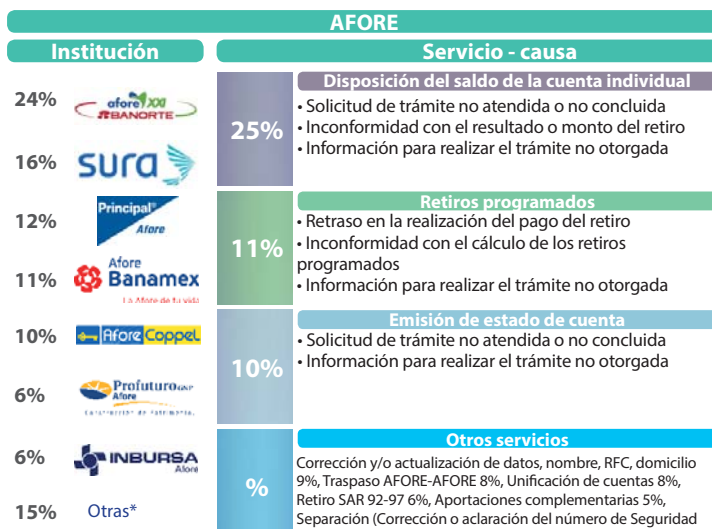 AFORE
Institución
Servicio - causa
24%
afore XXI
BANORTE
16%
sura
12%
Principal®
Afore
11%
Afore
Banamex
La Afore de tu vida
10%
Afore Coppel
6%
Profuturo GNP
Afore
Construcción de Patrimonio.
6%
INBURSA
Afore
15%
Otras*
25%
Disposición del saldo de la cuenta individual
• Solicitud de trámite no atendida o no concluida
• Inconformidad con el resultado o monto del retiro
• Información para realizar el trámite no otorgada
11%
Retiros programados
• Retraso en la realización del pago del retiro
• Inconformidad con el cálculo de los retiros
programados
• Información para realizar el trámite no otorgada
10%
Emisión de estado de cuenta
• Solicitud de trámite no atendida o no concluida
• Información para realizar el trámite no otorgada
%
Otros servicios
Corrección y/o actualización de datos, nombre, RFC, domicilio
9%, Traspaso AFORE-AFORE 8%, Unificación de cuentas 8%,
Retiro SAR 92-97 6%, Aportaciones complementarias 5%,
Separación (Corrección o aclaración del número de Seguridad